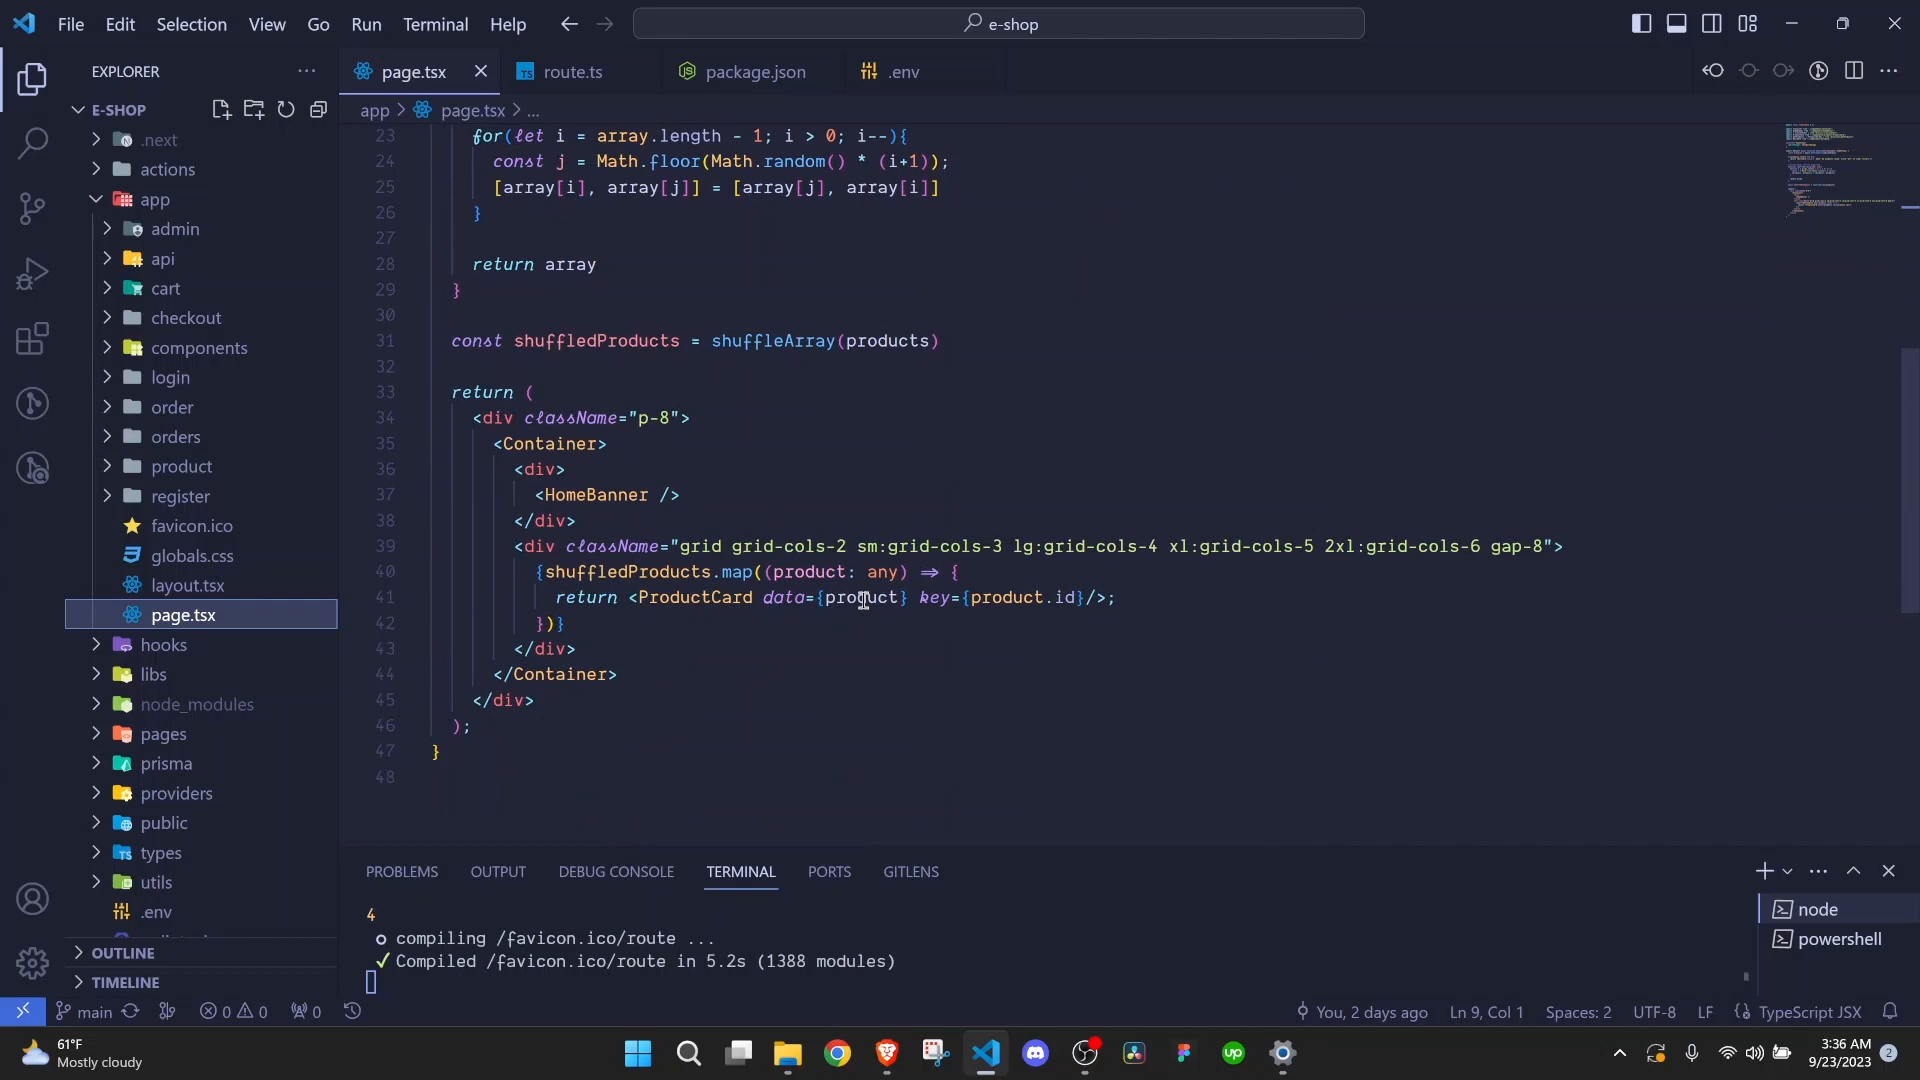 File Edit Selection View Go Run Terminal Help
e-shop
EXPLORER
page.tsx
TS route.ts
package.json
.env
E-SHOP
app > page.tsx > ...
.next
actions
app
admin
api
cart
checkout
components
login
order
orders
product
register
favicon.ico
globals.css
layout.tsx
page.tsx
hooks
libs
node_modules
pages
prisma
providers
public
TS types
utils
.env
OUTLINE
TIMELINE
23 for(let i = array.length - 1; i > 0; i--){
24 const j = Math.floor(Math.random() * (i+1));
25 [array[i], array[j]] = [array[j], array[i]]
26 }
27
28 return array
29 }
30
31 const shuffledProducts = shuffleArray(products)
32
33 return (
34 <div className="p-8">
35 <Container>
36 <div>
37 <HomeBanner />
38 </div>
39 <div className="grid grid-cols-2 sm:grid-cols-3 lg:grid-cols-4 xl:grid-cols-5 2xl:grid-cols-6 gap-8">
40 {shuffledProducts.map((product: any) => {
41 return <ProductCard data={product} key={product.id}/>;
42 })}
43 </div>
44 </Container>
45 </div>
46 );
47 }
48
PROBLEMS OUTPUT DEBUG CONSOLE TERMINAL PORTS GITLENS
4
compiling /favicon.ico/route ...
✓ Compiled /favicon.ico/route in 5.2s (1388 modules)
node
powershell
main 0 0 0 You, 2 days ago Ln 9, Col 1 Spaces: 2 UTF-8 LF {} TypeScript JSX
61°F
Mostly cloudy
up
3:36 AM
9/23/2023
2